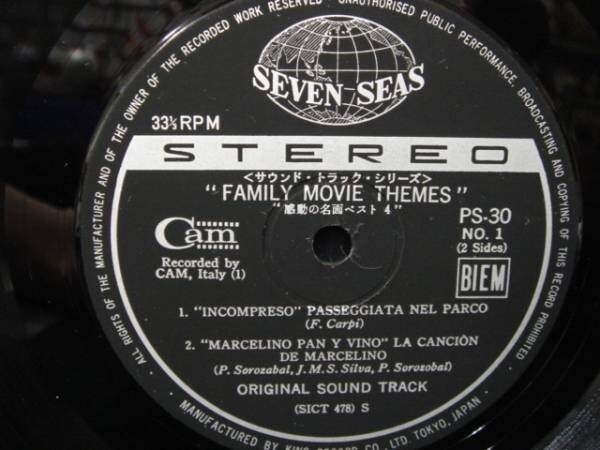 ALL RIGHTS OF THE MANUFACTURER AND OF THE OWNER OF THE RECORDED WORK RESERVED. UNAUTHORISED PUBLIC PERFORMANCE, BROADCASTING AND COPYING OF THIS RECORD PROHIBITED
SEVEN SEAS
33⅓ RPM
STEREO
<サウンド・トラック・シリーズ>
"FAMILY MOVIE THEMES"
"感動の名画ベスト 4"
Cam
PS-30
NO. 1
(2 Sides)
Recorded by
CAM, Italy (1)
BIEM
1. "INCOMPRESO" PASSEGGIATA NEL PARCO
(F. Carpi)
2. "MARCELINO PAN Y VINO" LA CANCIÓN
DE MARCELINO
(P. Sorozabal, J. M. S. Silva, P. Sorozobal)
ORIGINAL SOUND TRACK
(SICT 478) S
MANUFACTURED BY KING RECORD CO., LTD. TOKYO, JAPAN